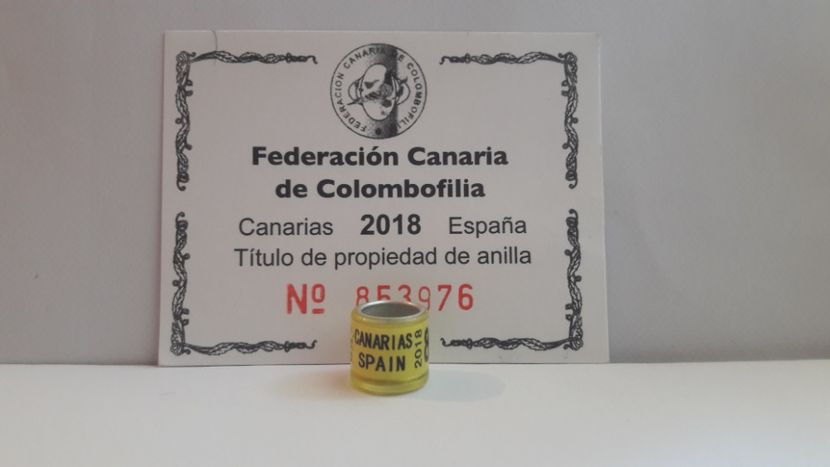 FEDERACION CANARIA DE COLOMBOFILIA
Federación Canaria
de Colombofilia
Canarias 2018 España
Título de propiedad de anilla
Nº 853976
CANARIAS
SPAIN
2018